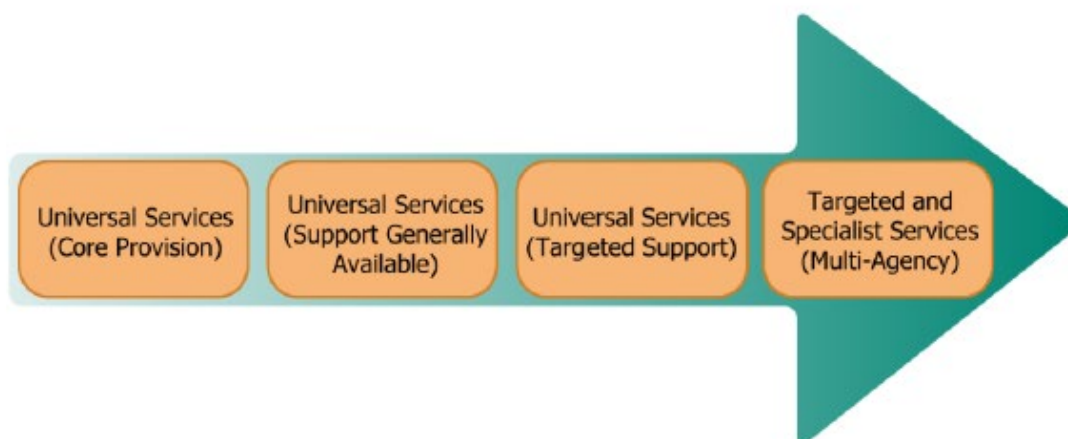 Universal Services
(Core Provision)
Universal Services
(Support Generally
Available)
Universal Services
(Targeted Support)
Targeted and
Specialist Services
(Multi-Agency)